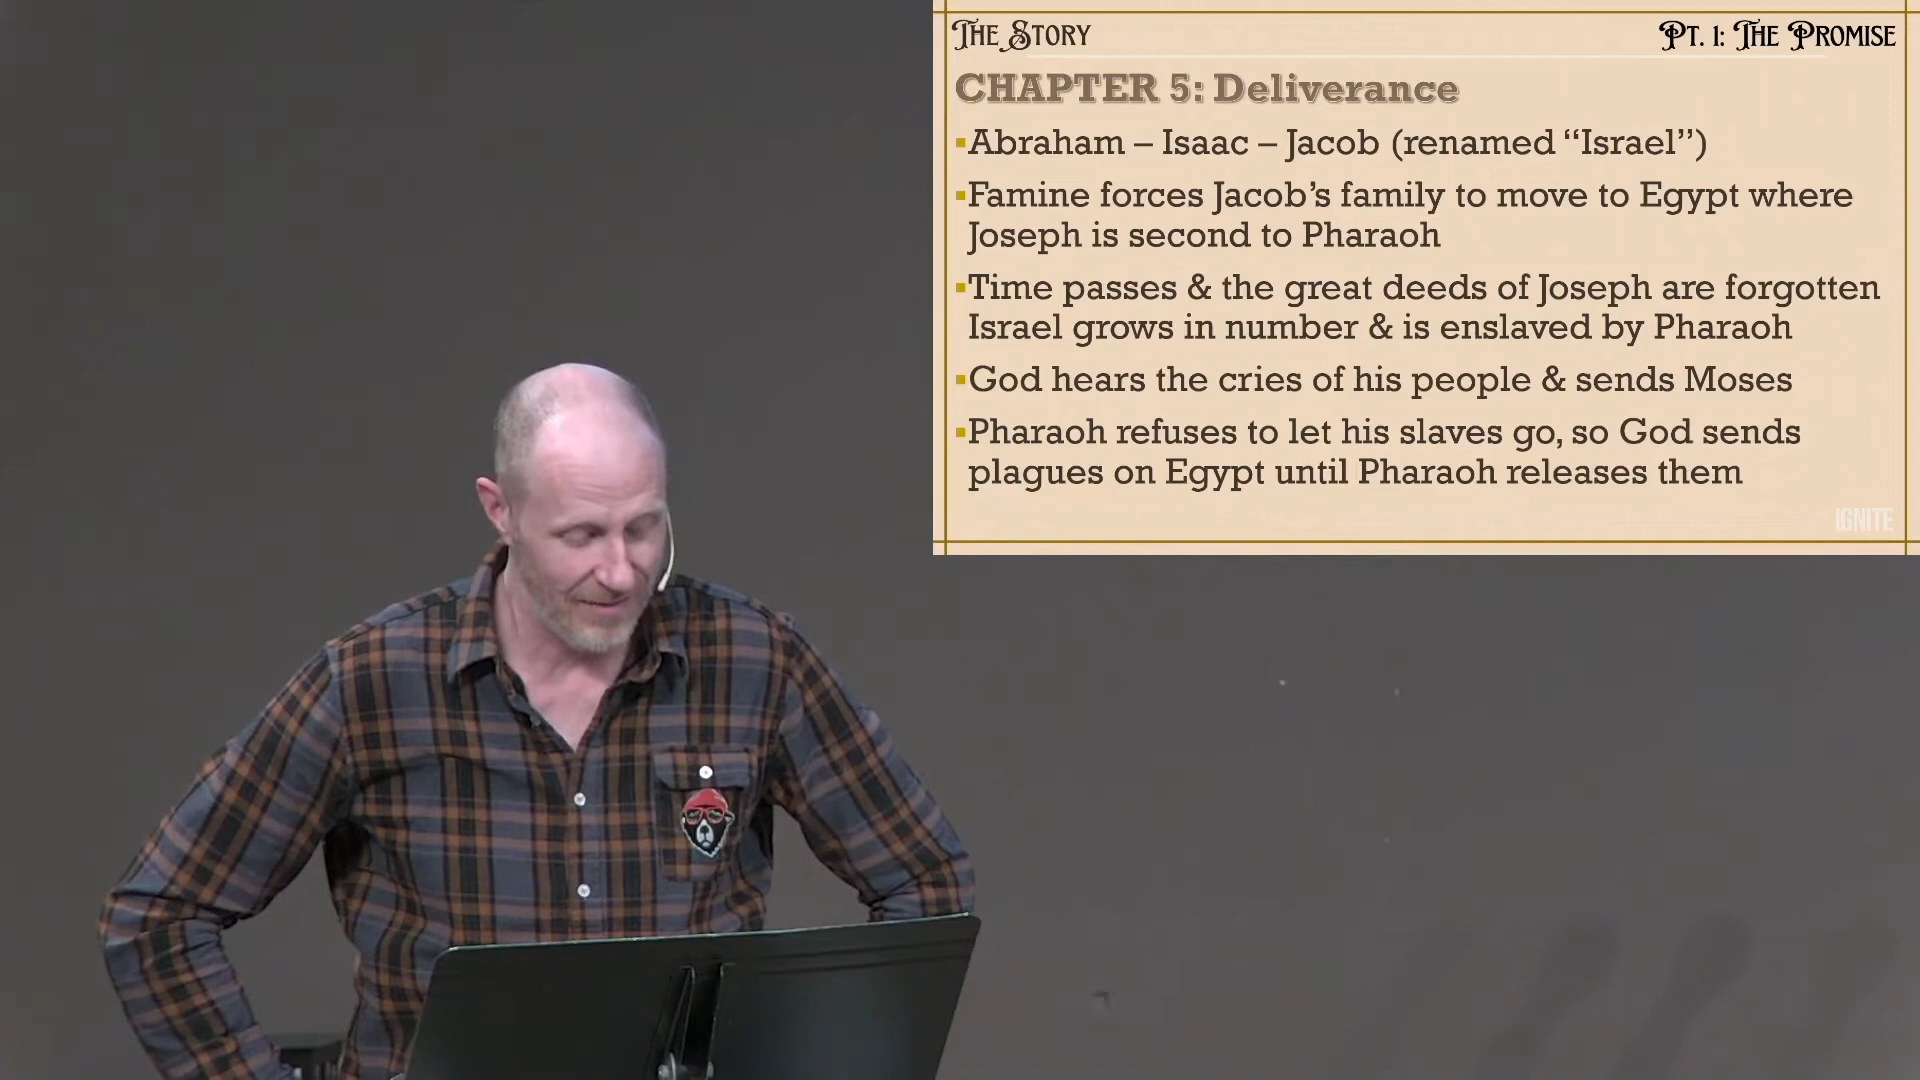 The Story
Pt. 1: The Promise
CHAPTER 5: Deliverance
▪Abraham – Isaac – Jacob (renamed “Israel”)
▪Famine forces Jacob’s family to move to Egypt where
Joseph is second to Pharaoh
▪Time passes & the great deeds of Joseph are forgotten
Israel grows in number & is enslaved by Pharaoh
▪God hears the cries of his people & sends Moses
▪Pharaoh refuses to let his slaves go, so God sends
plagues on Egypt until Pharaoh releases them
IGNITE